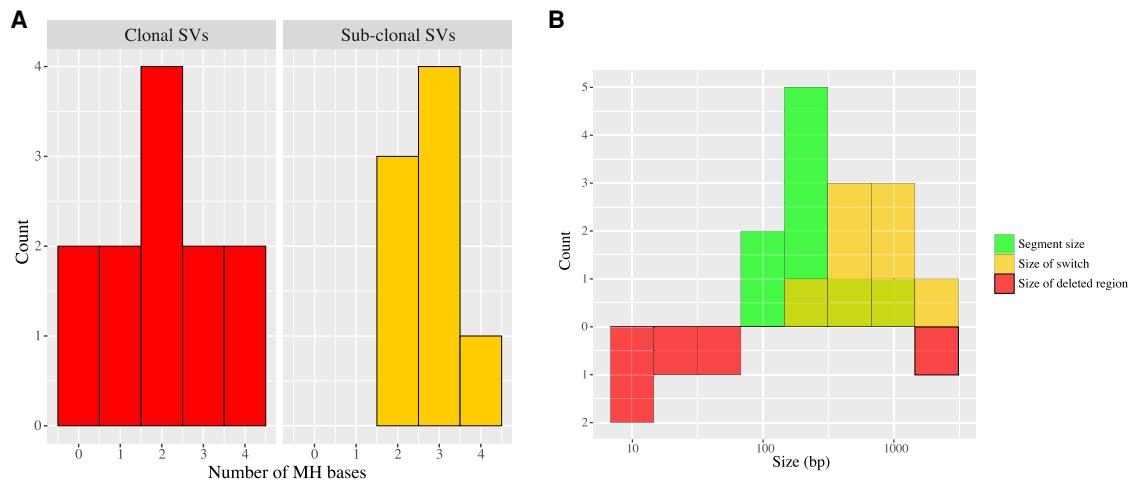 A
Clonal SVs
Sub-clonal SVs
Count
4
3
2
1
0
0 1 2 3 4
0 1 2 3 4
Number of MH bases
B
Count
5
4
3
2
1
0
1
2
10 100 1000
Size (bp)
Segment size
Size of switch
Size of deleted region